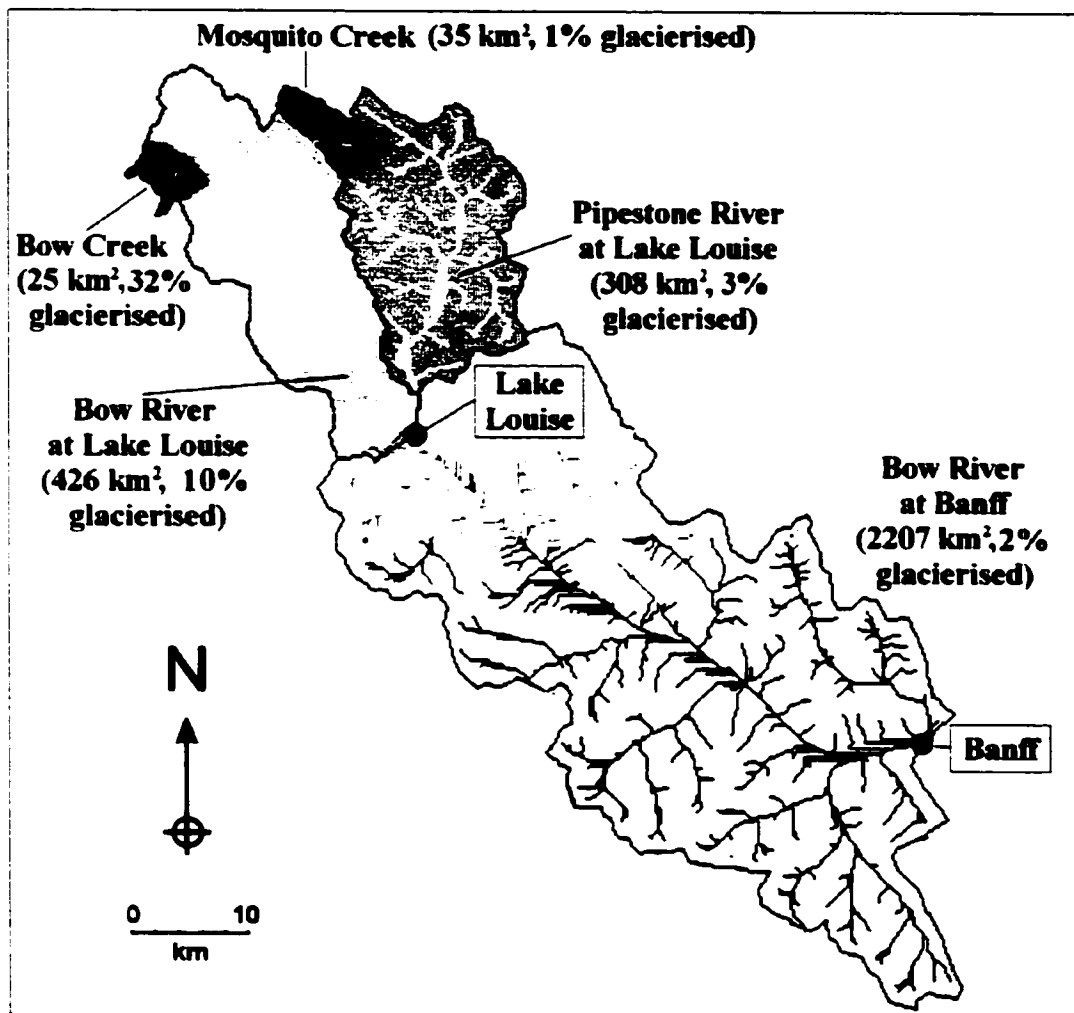 Mosquito Creek (35 km², 1% glacierised)
Bow Creek
(25 km²,32%
glacierised)
Pipestone River
at Lake Louise
(308 km², 3%
glacierised)
Lake
Louise
Bow River
at Lake Louise
(426 km², 10%
glacierised)
Bow River
at Banff
(2207 km²,2%
glacierised)
N
Banff
0 10
km